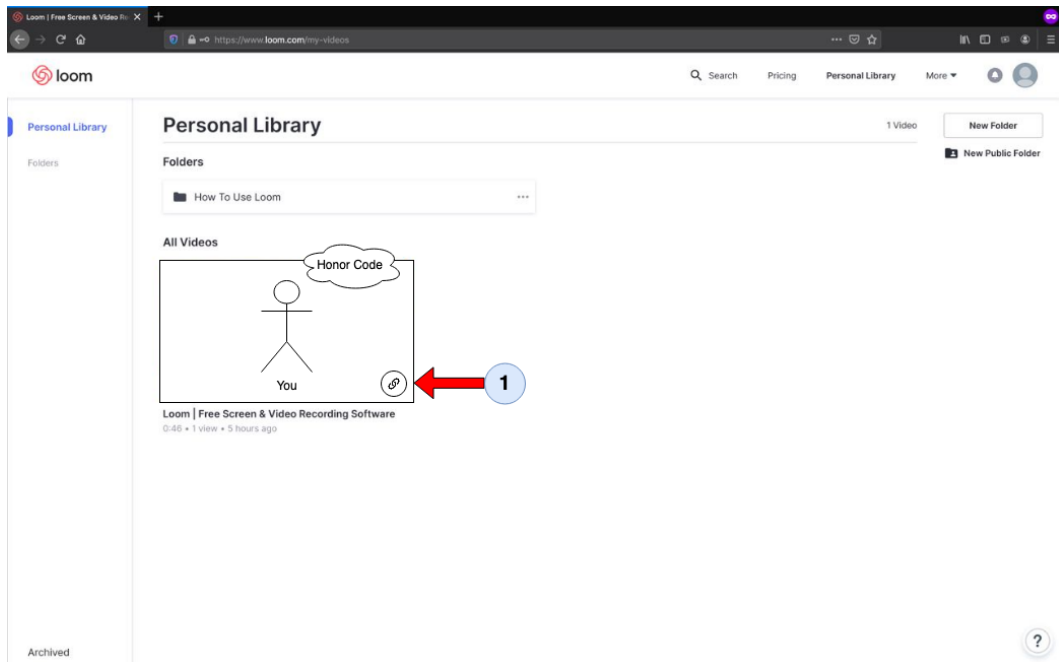 Loom | Free Screen & Video Re
https://www.loom.com/my-videos
loom
Search
Pricing
Personal Library
More
Personal Library
Folders
Archived
Personal Library
1 Video
New Folder
New Public Folder
Folders
How To Use Loom
All Videos
Honor Code
You
1
Loom | Free Screen & Video Recording Software
0:46 • 1 view • 5 hours ago
?